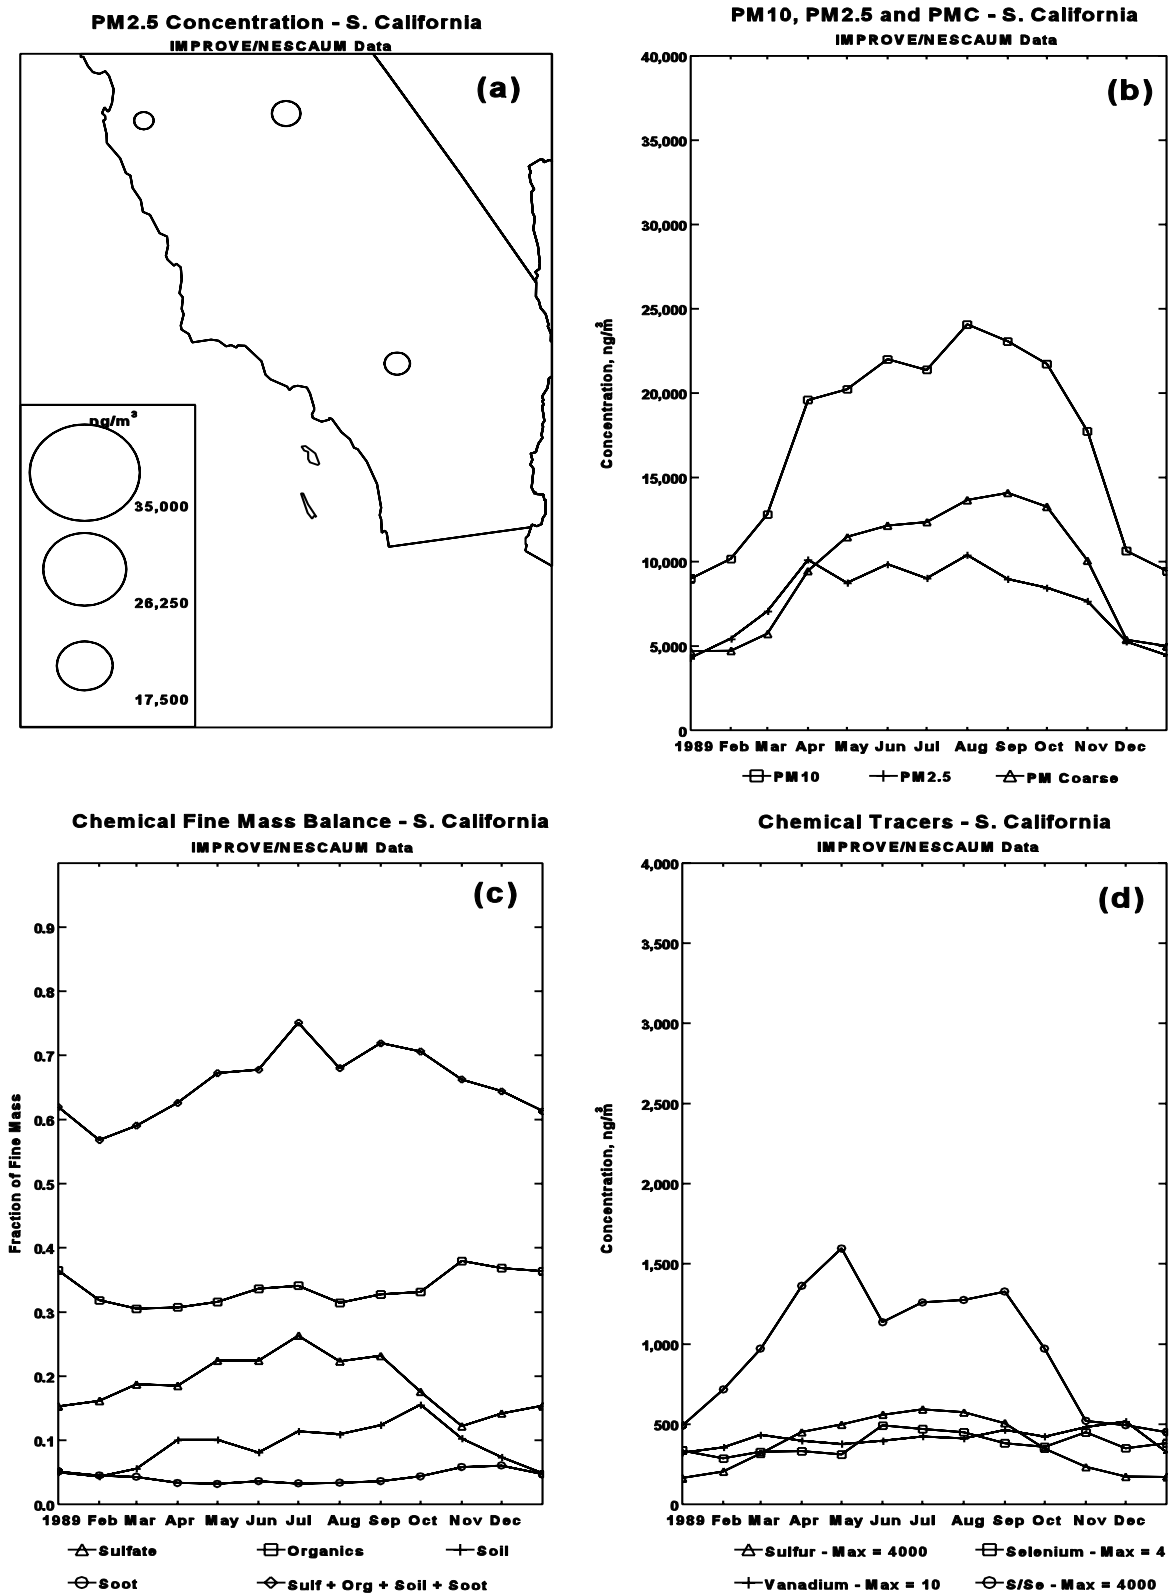 PM2.5 Concentration - S. California
IMPROVE/NESCAUM Data
(a)
ng/m³
35,000
26,250
17,500
PM10, PM2.5 and PMC - S. California
IMPROVE/NESCAUM Data
(b)
40,000
35,000
30,000
25,000
20,000
15,000
10,000
5,000
0
Concentration, ng/m³
1989 Feb Mar Apr May Jun Jul Aug Sep Oct Nov Dec
PM10 PM2.5 PM Coarse
Chemical Fine Mass Balance - S. California
IMPROVE/NESCAUM Data
(c)
0.9
0.8
0.7
0.6
0.5
0.4
0.3
0.2
0.1
0.0
Fraction of Fine Mass
1989 Feb Mar Apr May Jun Jul Aug Sep Oct Nov Dec
Sulfate Organics Soil
Soot Sulf + Org + Soil + Soot
Chemical Tracers - S. California
IMPROVE/NESCAUM Data
(d)
4,000
3,500
3,000
2,500
2,000
1,500
1,000
500
0
Concentration, ng/m³
1989 Feb Mar Apr May Jun Jul Aug Sep Oct Nov Dec
Sulfur - Max = 4000 Selenium - Max = 4
Vanadium - Max = 10 S/Se - Max = 4000